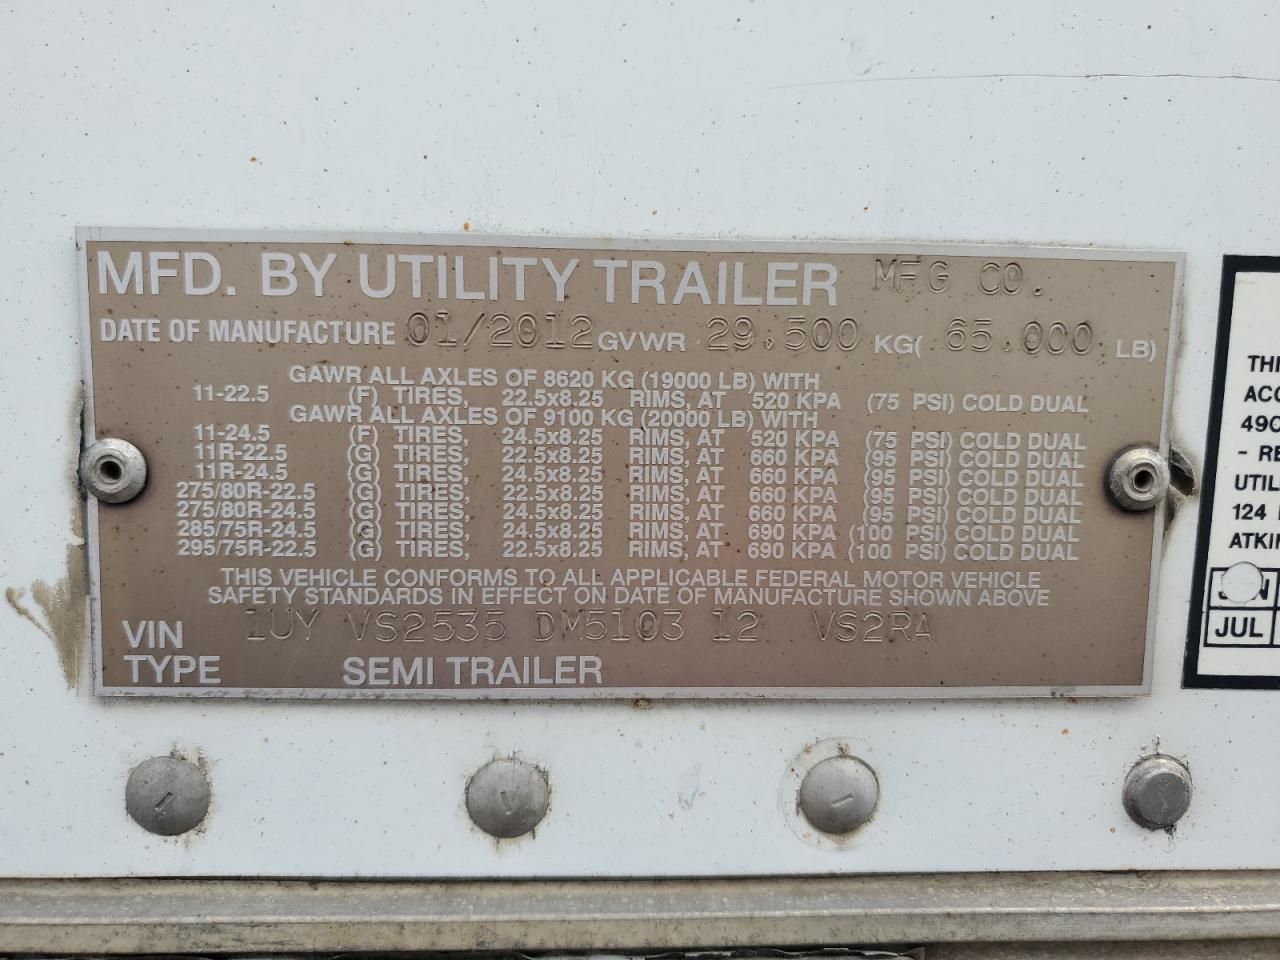 MFD. BY UTILITY TRAILER MFG CO.
DATE OF MANUFACTURE 01/2012 GVWR 29,500 KG( 65,000 LB)
GAWR ALL AXLES OF 8620 KG (19000 LB) WITH
11-22.5 (F) TIRES, 22.5x8.25 RIMS, AT 520 KPA (75 PSI) COLD DUAL
GAWR ALL AXLES OF 9100 KG (20000 LB) WITH
11-24.5 (F) TIRES, 24.5x8.25 RIMS, AT 520 KPA (75 PSI) COLD DUAL
11R-22.5 (G) TIRES, 22.5x8.25 RIMS, AT 660 KPA (95 PSI) COLD DUAL
11R-24.5 (G) TIRES, 24.5x8.25 RIMS, AT 660 KPA (95 PSI) COLD DUAL
275/80R-22.5 (G) TIRES, 22.5x8.25 RIMS, AT 660 KPA (95 PSI) COLD DUAL
275/80R-24.5 (G) TIRES, 24.5x8.25 RIMS, AT 660 KPA (95 PSI) COLD DUAL
285/75R-24.5 (G) TIRES, 24.5x8.25 RIMS, AT 690 KPA (100 PSI) COLD DUAL
295/75R-22.5 (G) TIRES, 22.5x8.25 RIMS, AT 690 KPA (100 PSI) COLD DUAL
THIS VEHICLE CONFORMS TO ALL APPLICABLE FEDERAL MOTOR VEHICLE
SAFETY STANDARDS IN EFFECT ON DATE OF MANUFACTURE SHOWN ABOVE
VIN 1UY VS2535 DM5103 12 VS2RA
TYPE SEMI TRAILER
THI
ACC
490
- RE
UTIL
124
ATKI
JUL